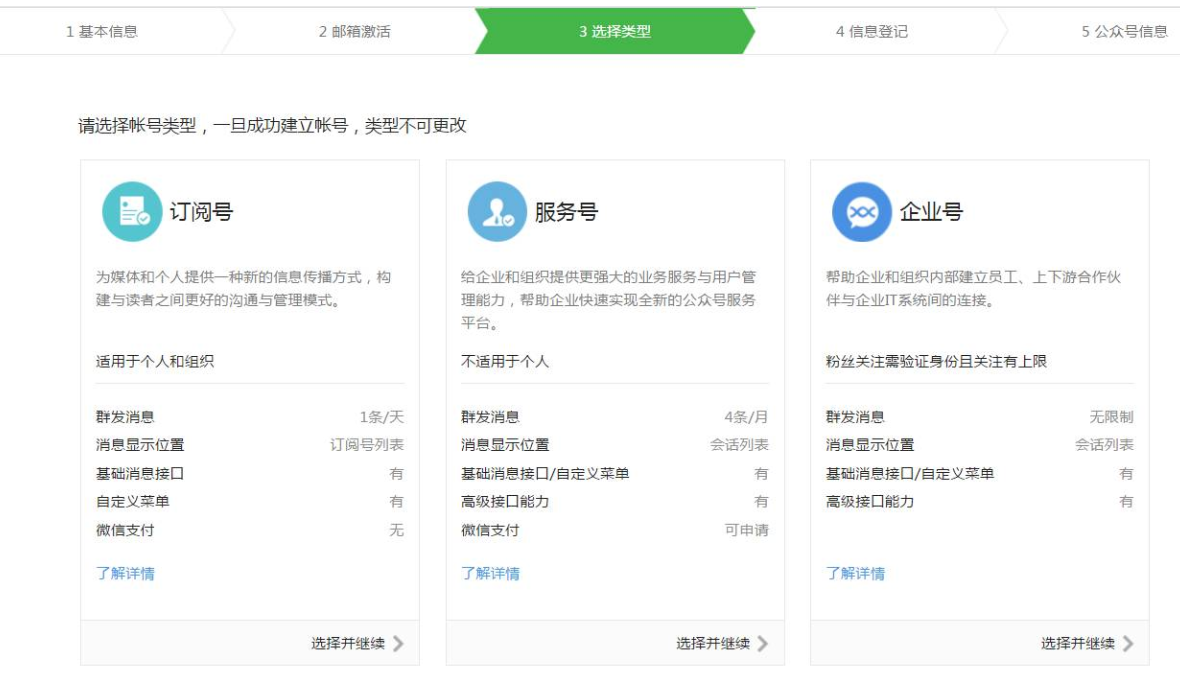 1 基本信息
2 邮箱激活
3 选择类型
4 信息登记
5 公众号信息
请选择帐号类型，一旦成功建立帐号，类型不可更改
订阅号
为媒体和个人提供一种新的信息传播方式，构
建与读者之间更好的沟通与管理模式。
适用于个人和组织
群发消息 1条/天
消息显示位置 订阅号列表
基础消息接口 有
自定义菜单 有
微信支付 无
了解详情
选择并继续
服务号
给企业和组织提供更强大的业务服务与用户管
理能力，帮助企业快速实现全新的公众号服务
平台。
不适用于个人
群发消息 4条/月
消息显示位置 会话列表
基础消息接口/自定义菜单 有
高级接口能力 有
微信支付 可申请
了解详情
选择并继续
企业号
帮助企业和组织内部建立员工、上下游合作伙
伴与企业IT系统间的连接。
粉丝关注需验证身份且关注有上限
群发消息 无限制
消息显示位置 会话列表
基础消息接口/自定义菜单 有
高级接口能力 有
了解详情
选择并继续